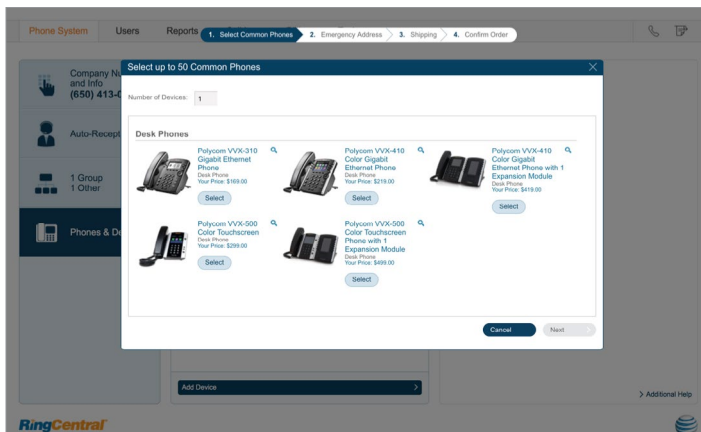 Phone System Users Reports
1. Select Common Phones 2. Emergency Address 3. Shipping 4. Confirm Order
Select up to 50 Common Phones
Company
and Info
(650) 413-
Number of Devices: 1
Auto-Recept
1 Group
1 Other
Phones & De
Desk Phones
Polycom VVX-310
Gigabit Ethernet
Phone
Desk Phone
Your Price: $169.00
Select
Polycom VVX-410
Color Gigabit
Ethernet Phone
Desk Phone
Your Price: $219.00
Select
Polycom VVX-410
Color Gigabit
Ethernet Phone with 1
Expansion Module
Desk Phone
Your Price: $419.00
Select
Polycom VVX-500
Color Touchscreen
Desk Phone
Your Price: $299.00
Select
Polycom VVX-500
Color Touchscreen
Phone with 1
Expansion Module
Desk Phone
Your Price: $499.00
Select
Cancel Next
Add Device
Additional Help
RingCentral